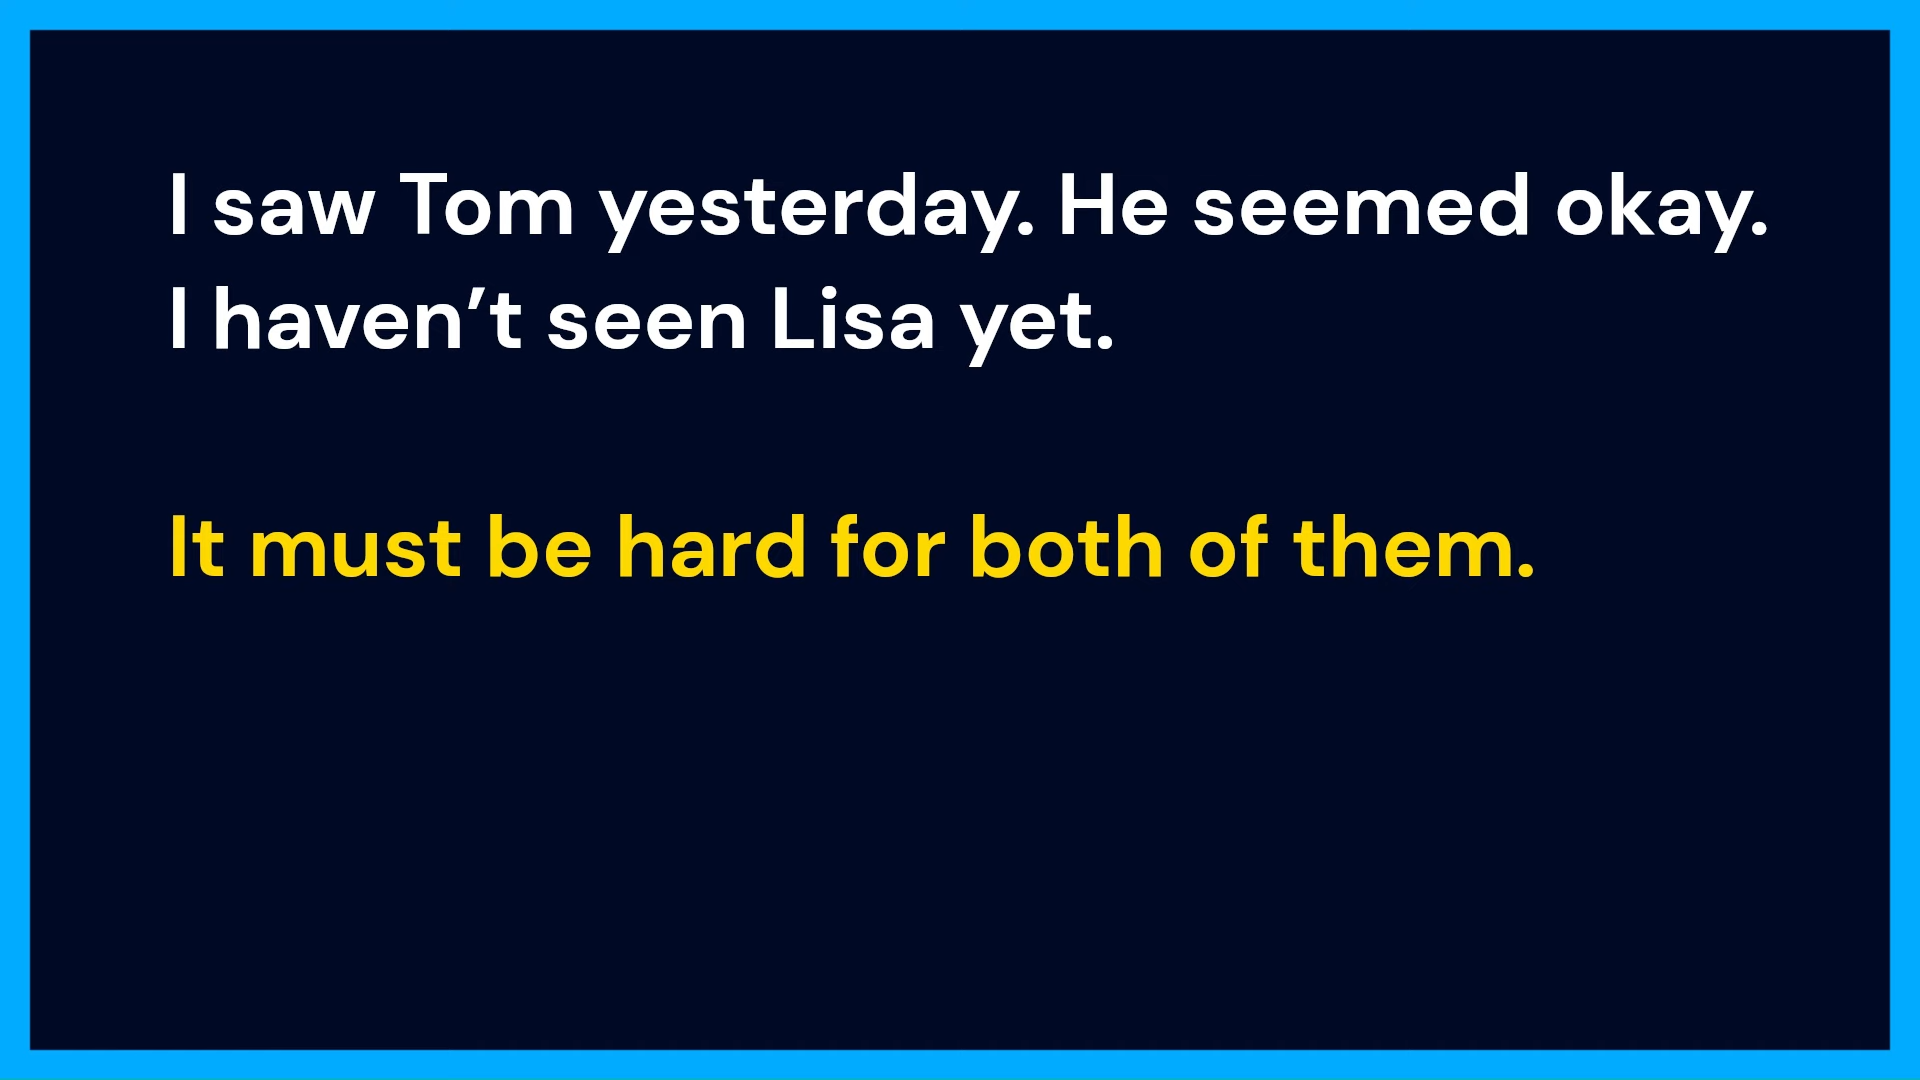 I saw Tom yesterday. He seemed okay.
I haven’t seen Lisa yet.
It must be hard for both of them.